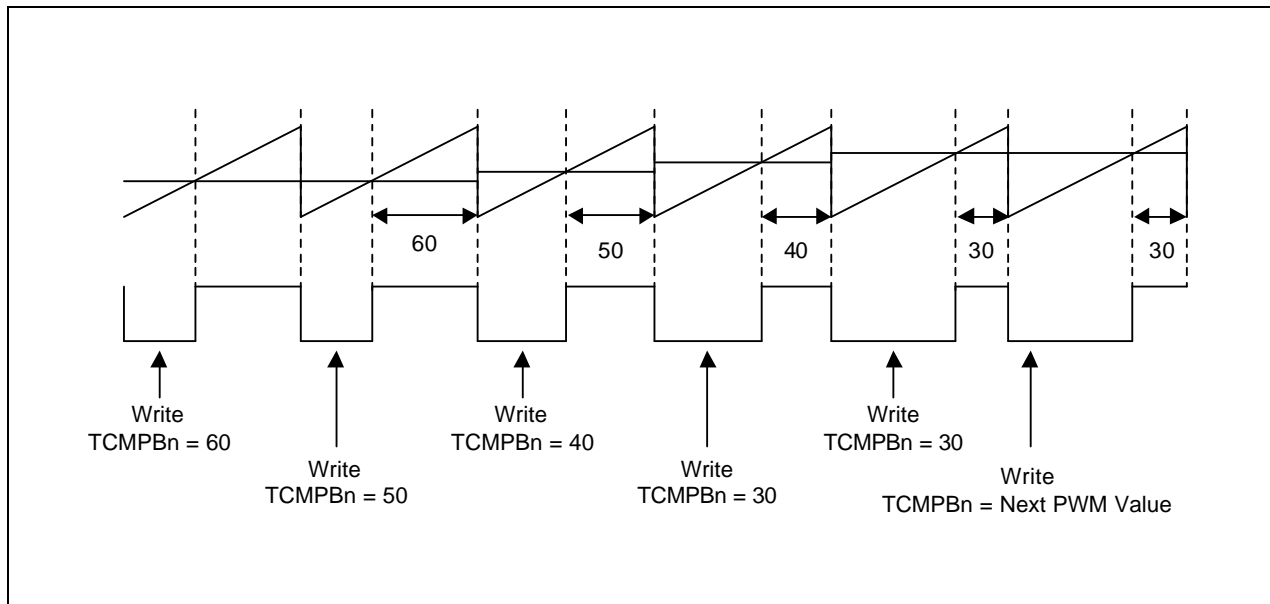 60
50
40
30
30
Write
TCMPBn = 60
Write
TCMPBn = 50
Write
TCMPBn = 40
Write
TCMPBn = 30
Write
TCMPBn = 30
Write
TCMPBn = Next PWM Value